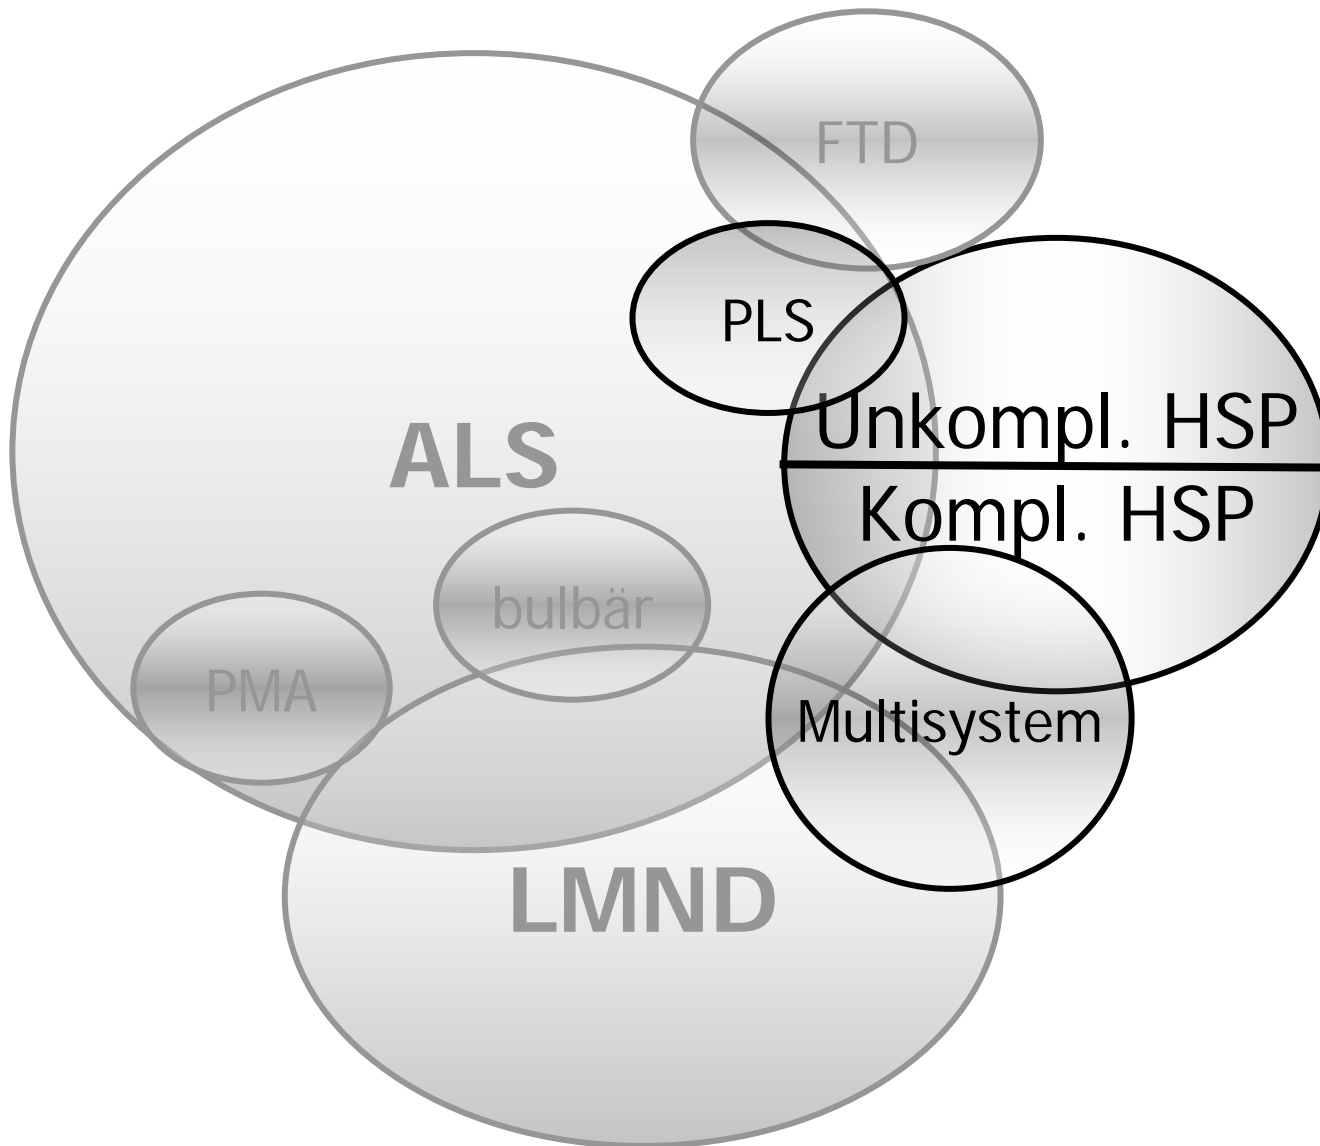 FTD
PLS
Unkompl. HSP
ALS
Kompl. HSP
bulbär
PMA
Multisystem
LMND